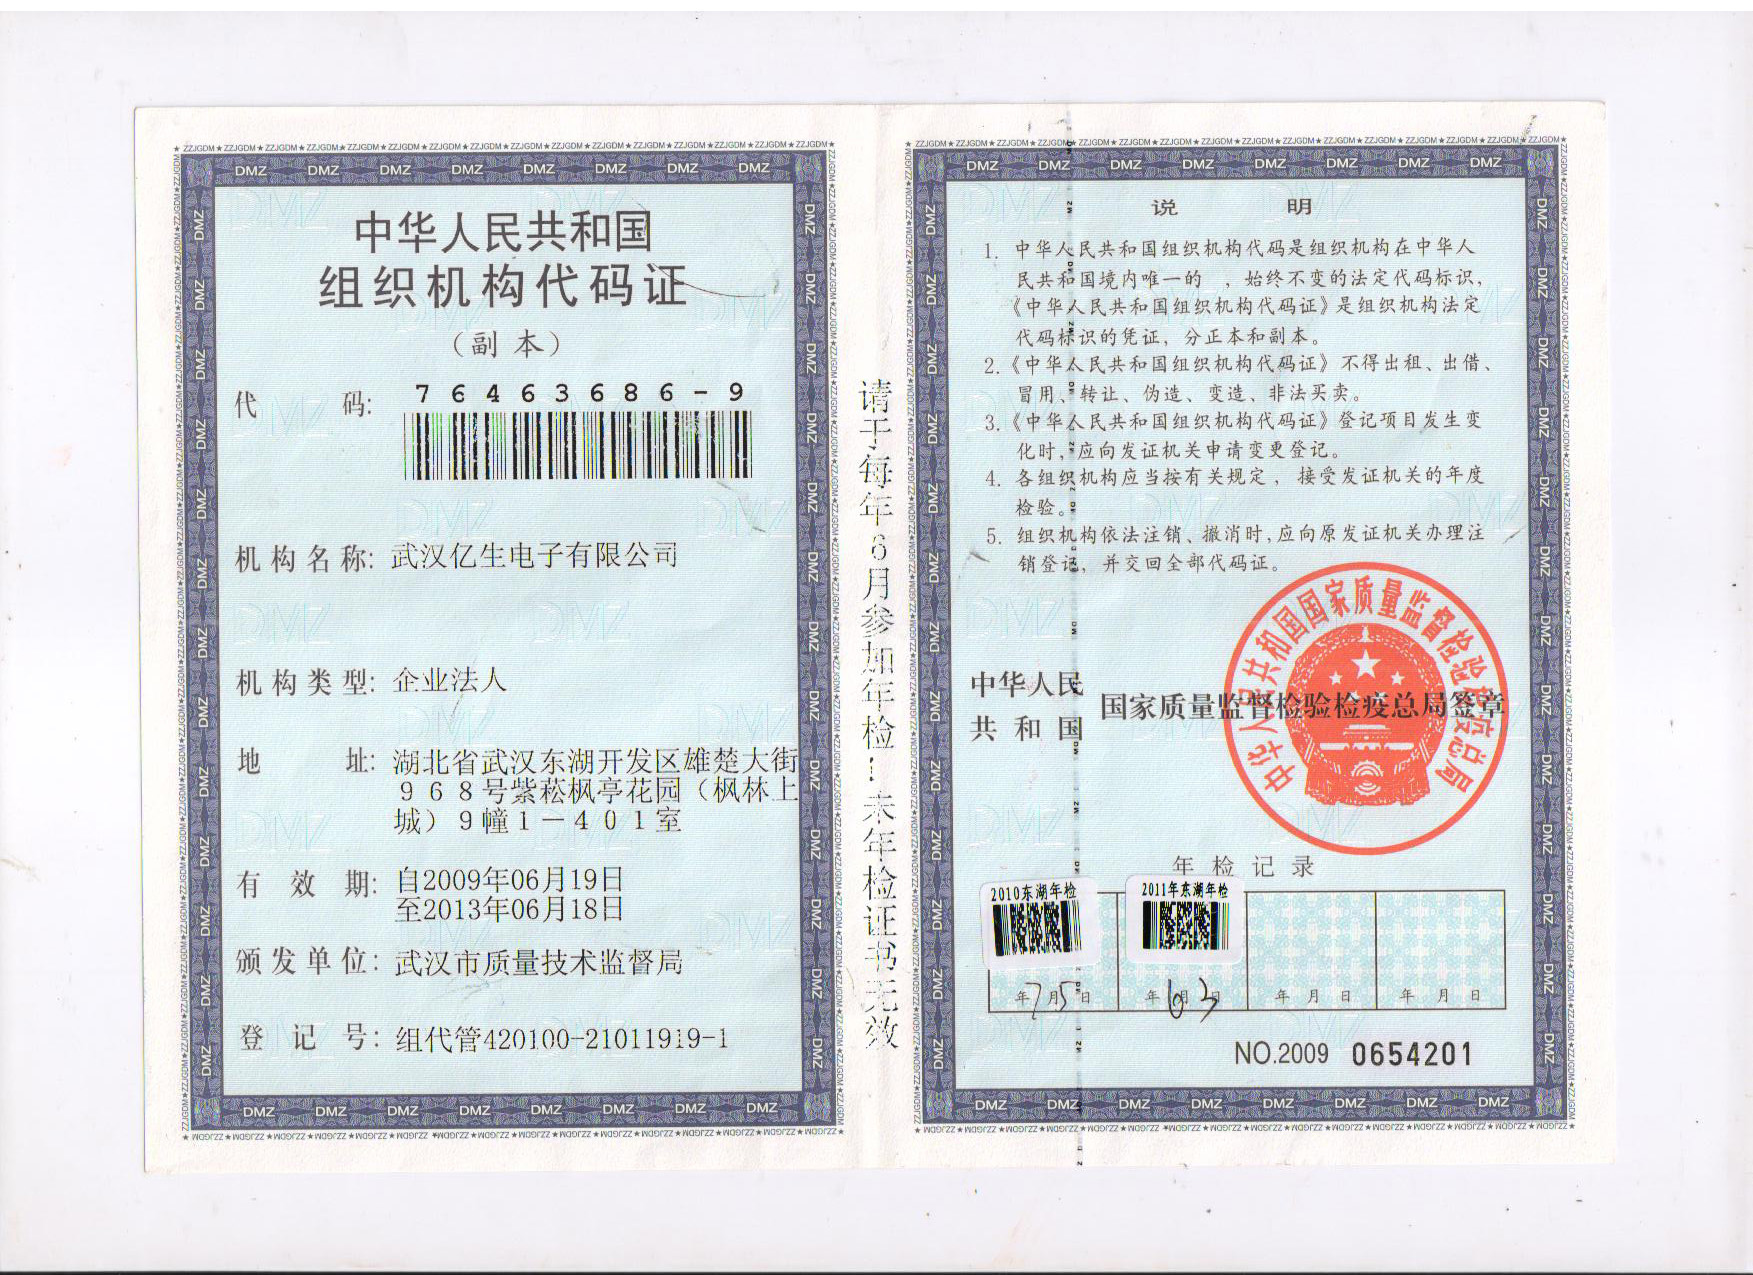 中华人民共和国
组织机构代码证
（副本）
代 码: 76463686-9
机构名称: 武汉亿生电子有限公司
机构类型: 企业法人
地 址: 湖北省武汉东湖开发区雄楚大街
968号紫菘枫亭花园（枫林上
城）9幢1－401室
有效期: 自2009年06月19日
至2013年06月18日
颁发单位: 武汉市质量技术监督局
登记号: 组代管420100-21011919-1
请于每年6月参加年检！未年检证书无效
说 明
1. 中华人民共和国组织机构代码是组织机构在中华人
民共和国境内唯一的 ，始终不变的法定代码标识，
《中华人民共和国组织机构代码证》是组织机构法定
代码标识的凭证，分正本和副本。
2.《中华人民共和国组织机构代码证》不得出租、出借、
冒用、转让、伪造、变造、非法买卖。
3.《中华人民共和国组织机构代码证》登记项目发生变
化时，应向发证机关申请变更登记。
4. 各组织机构应当按有关规定，接受发证机关的年度
检验。
5. 组织机构依法注销、撤消时，应向原发证机关办理注
销登记，并交回全部代码证。
中华人民
共和国
国家质量监督检验检疫总局签章
中华人民共和国国家质量监督检验检疫总局
年检记录
2010东湖年检
2011年东湖年检
年7月5日
年6月3日
年 月 日
年 月 日
NO.2009 0654201